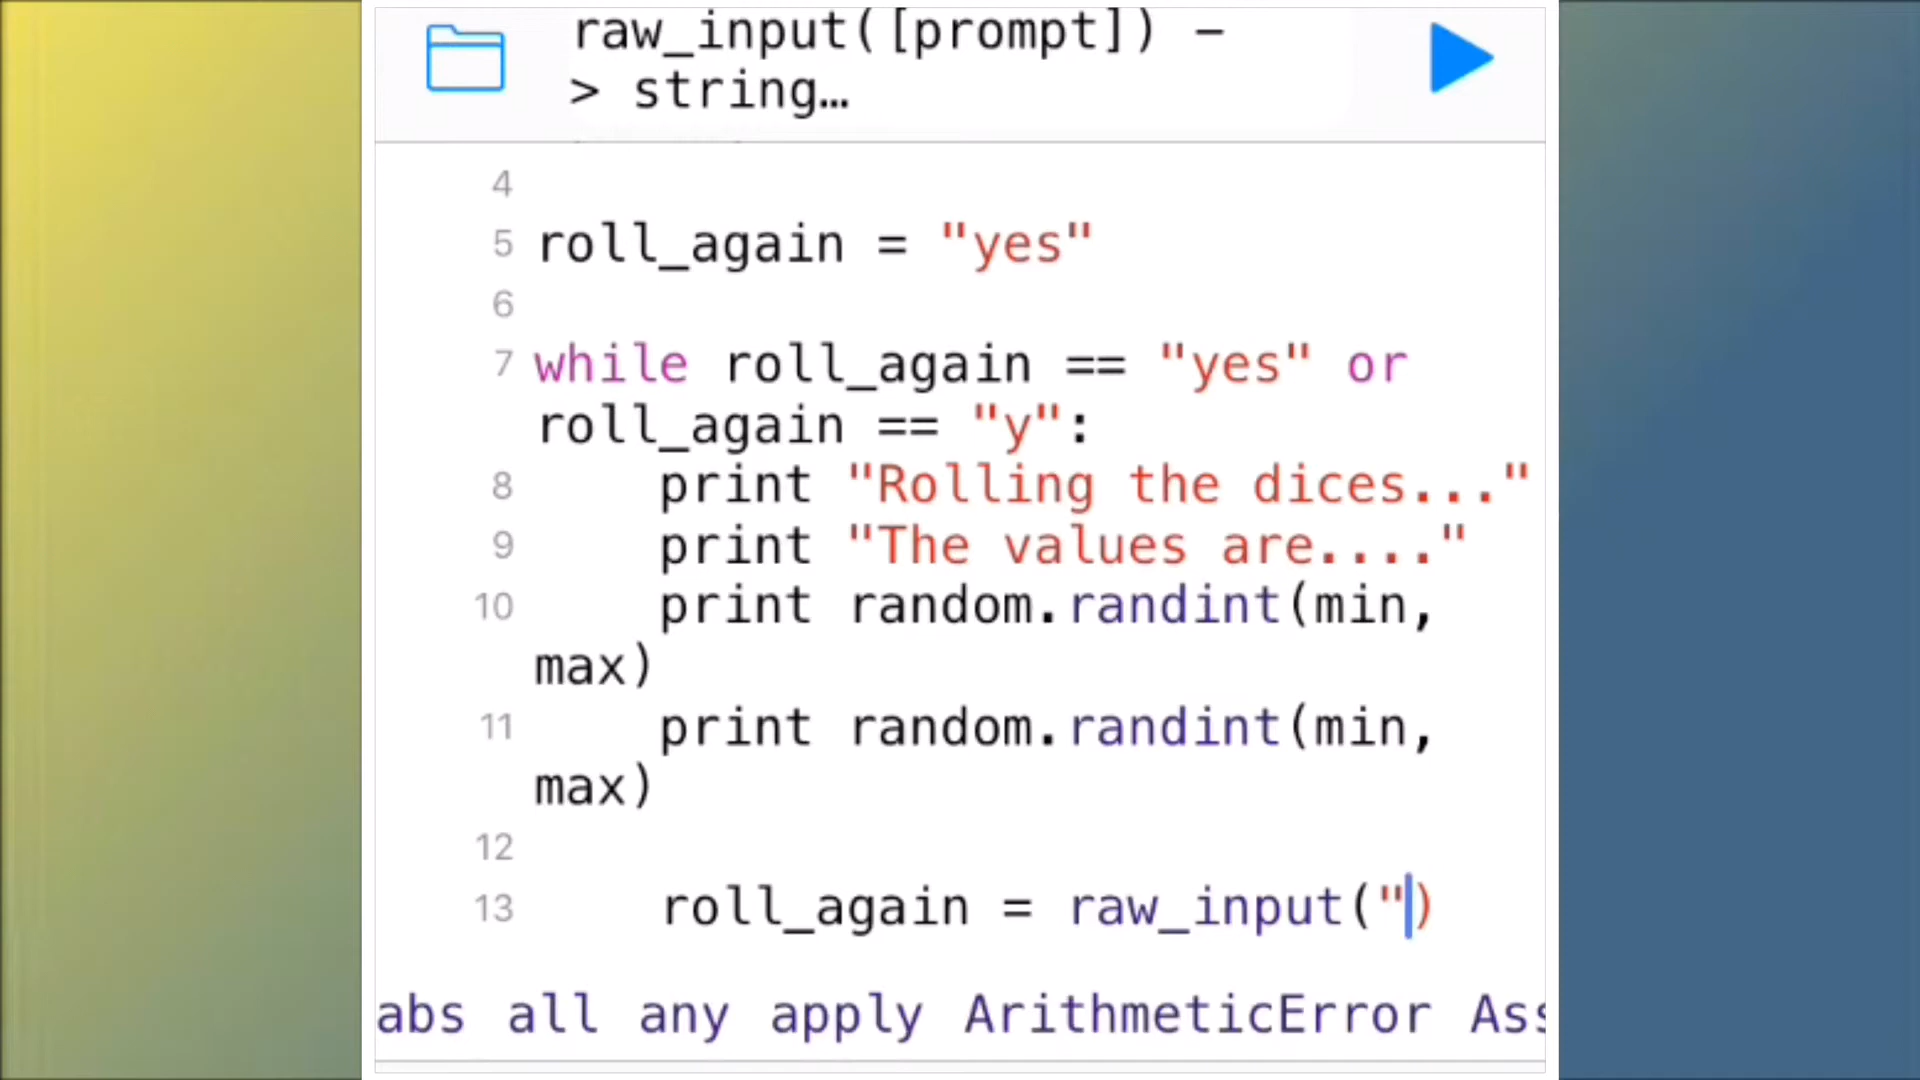 raw_input([prompt]) –
> string…
4
5 roll_again = "yes"
6
7 while roll_again == "yes" or
roll_again == "y":
8 print "Rolling the dices..."
9 print "The values are...."
10 print random.randint(min,
max)
11 print random.randint(min,
max)
12
13 roll_again = raw_input(")
abs all any apply ArithmeticError Ass